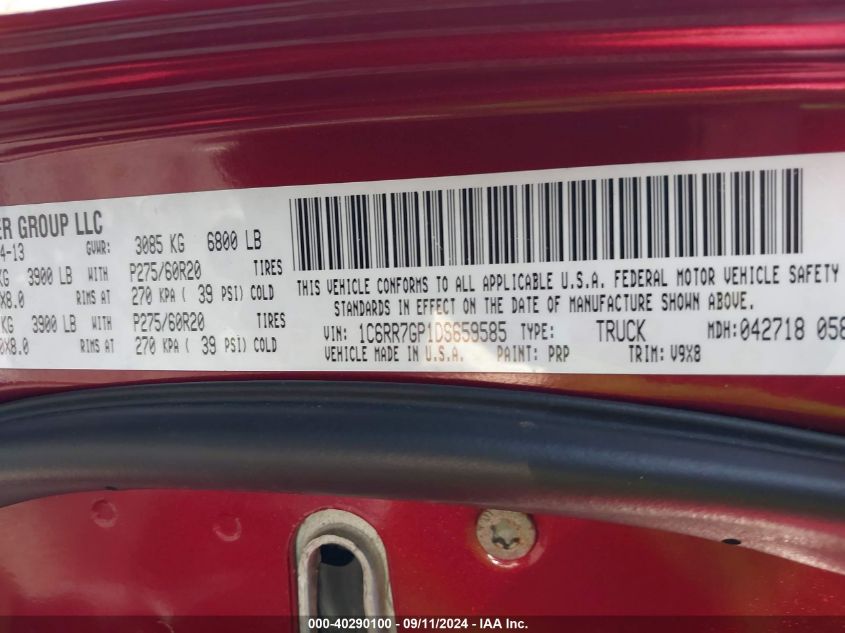 ER GROUP LLC
4-13 GVWR: 3085 KG 6800 LB
KG 3900 LB WITH P275/60R20 TIRES
X8.0 RIMS AT 270 KPA ( 39 PSI) COLD
KG 3900 LB WITH P275/60R20 TIRES
0X8.0 RIMS AT 270 KPA ( 39 PSI) COLD
THIS VEHICLE CONFORMS TO ALL APPLICABLE U.S.A. FEDERAL MOTOR VEHICLE SAFETY
STANDARDS IN EFFECT ON THE DATE OF MANUFACTURE SHOWN ABOVE.
VIN: 1C6RR7GP1DS659585 TYPE: TRUCK MDH: 042718 058
VEHICLE MADE IN U.S.A. PAINT: PRP TRIM: V9X8
000-40290100 - 09/11/2024 - IAA Inc.